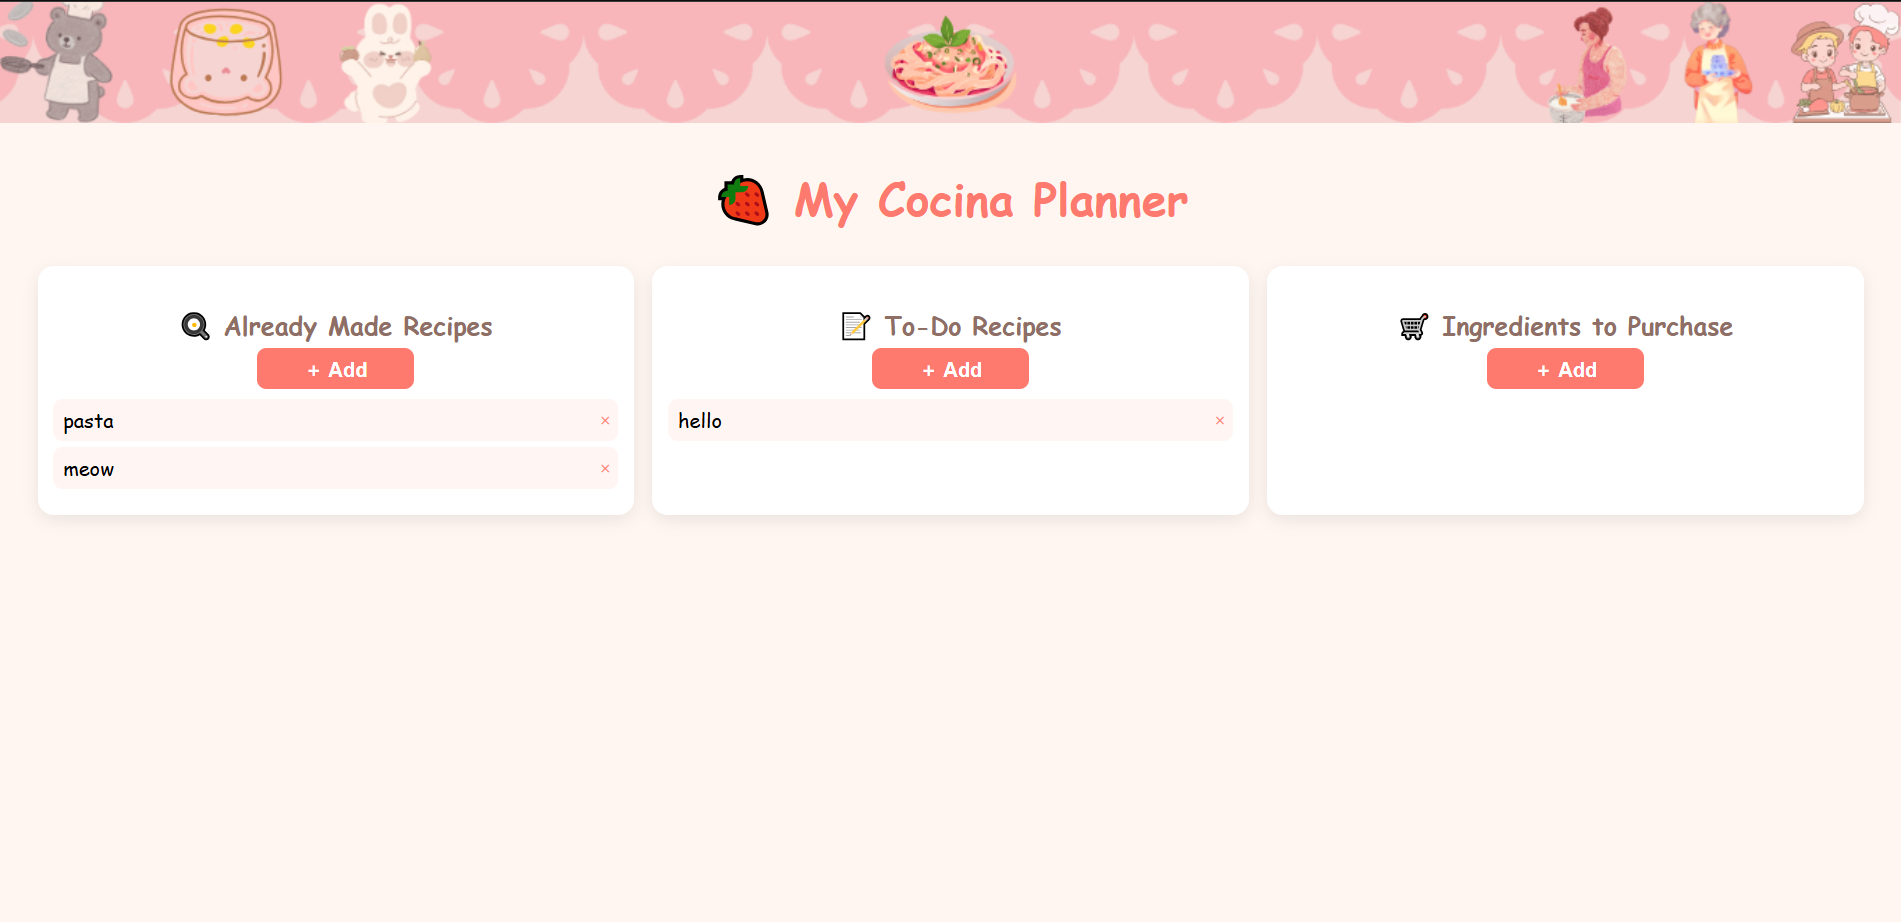 My Cocina Planner
Already Made Recipes
+ Add
pasta ×
meow ×
To-Do Recipes
+ Add
hello ×
Ingredients to Purchase
+ Add